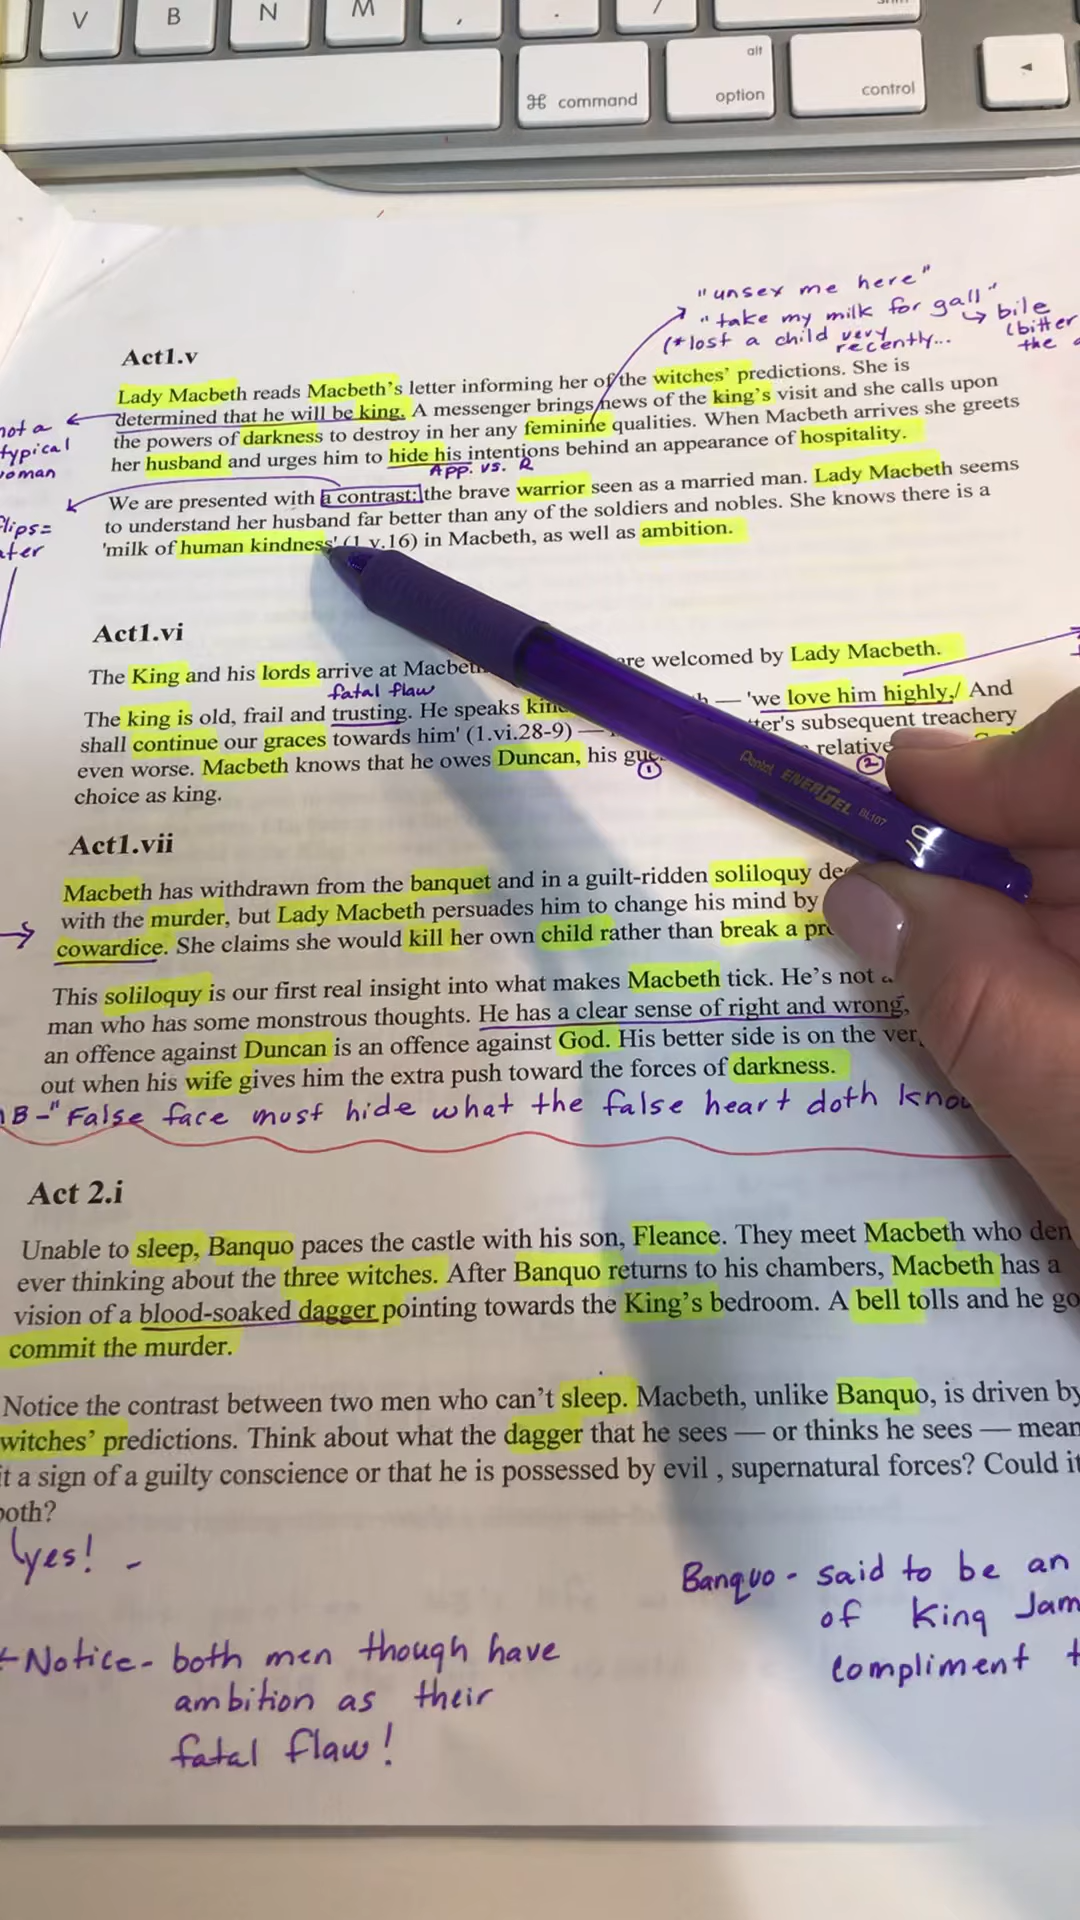 V B N M , . /
⌘ command
alt
option
control
"unsex me here"
"take my milk for gall" → bile
(*lost a child very recently...
(bitter
the
Act1.v
Lady Macbeth reads Macbeth's letter informing her of the witches' predictions. She is
determined that he will be king. A messenger brings news of the king's visit and she calls upon
the powers of darkness to destroy in her any feminine qualities. When Macbeth arrives she greets
her husband and urges him to hide his intentions behind an appearance of hospitality.
not a
typical
woman
App. vs. R
We are presented with a contrast: the brave warrior seen as a married man. Lady Macbeth seems
to understand her husband far better than any of the soldiers and nobles. She knows there is a
'milk of human kindness' (1.v.16) in Macbeth, as well as ambition.
flips=
Act1.vi
The King and his lords arrive at Macbeth are welcomed by Lady Macbeth.
fatal flaw
The king is old, frail and trusting. He speaks — 'we love him highly,/ And
shall continue our graces towards him' (1.vi.28-9) — subsequent treachery
even worse. Macbeth knows that he owes Duncan, his relative
① ②
choice as king.
Pentel ENERGEL BL107
Act1.vii
Macbeth has withdrawn from the banquet and in a guilt-ridden soliloquy
with the murder, but Lady Macbeth persuades him to change his mind by
→ cowardice. She claims she would kill her own child rather than break a
This soliloquy is our first real insight into what makes Macbeth tick. He's not
man who has some monstrous thoughts. He has a clear sense of right and wrong,
an offence against Duncan is an offence against God. His better side is on the
out when his wife gives him the extra push toward the forces of darkness.
"False face must hide what the false heart doth
Act 2.i
Unable to sleep, Banquo paces the castle with his son, Fleance. They meet Macbeth who
ever thinking about the three witches. After Banquo returns to his chambers, Macbeth has a
vision of a blood-soaked dagger pointing towards the King's bedroom. A bell tolls and he
commit the murder.
Notice the contrast between two men who can't sleep. Macbeth, unlike Banquo, is driven by
witches' predictions. Think about what the dagger that he sees — or thinks he sees —
it a sign of a guilty conscience or that he is possessed by evil , supernatural forces? Could it
both?
yes! -
Banquo - said to be an
of King
compliment
Notice - both men though have
ambition as their
fatal flaw!